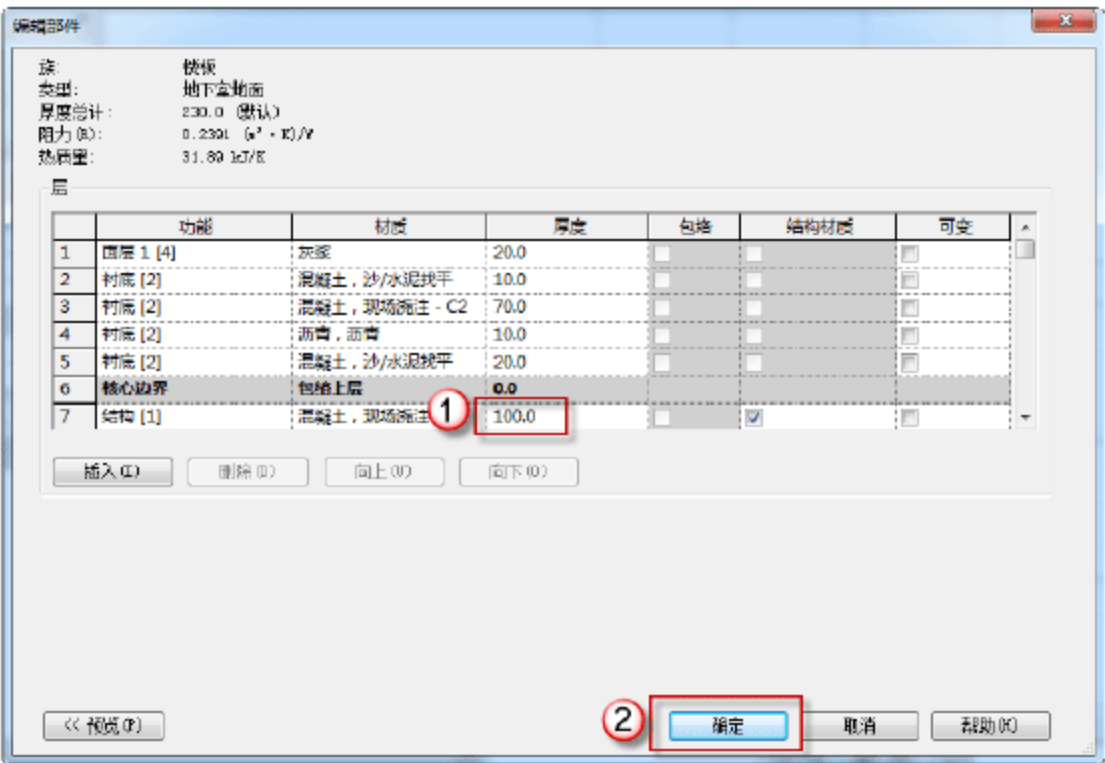 编辑部件
族: 楼板
类型: 地下室地面
厚度总计: 230.0 (默认)
阻力(R): 0.2391 (m²·K)/W
热质量: 31.89 kJ/K
层
功能 材质 厚度 包络 结构材质 可变
1 面层 1 [4] 灰浆 20.0
2 衬底 [2] 混凝土，沙/水泥找平 10.0
3 衬底 [2] 混凝土，现场浇注 - C2 70.0
4 衬底 [2] 沥青，沥青 10.0
5 衬底 [2] 混凝土，沙/水泥找平 20.0
6 核心边界 包络上层 0.0
7 结构 [1] 混凝土，现场浇注 1 100.0
插入(I) 删除(D) 向上(U) 向下(O)
<< 预览(P) 2 确定 取消 帮助(H)